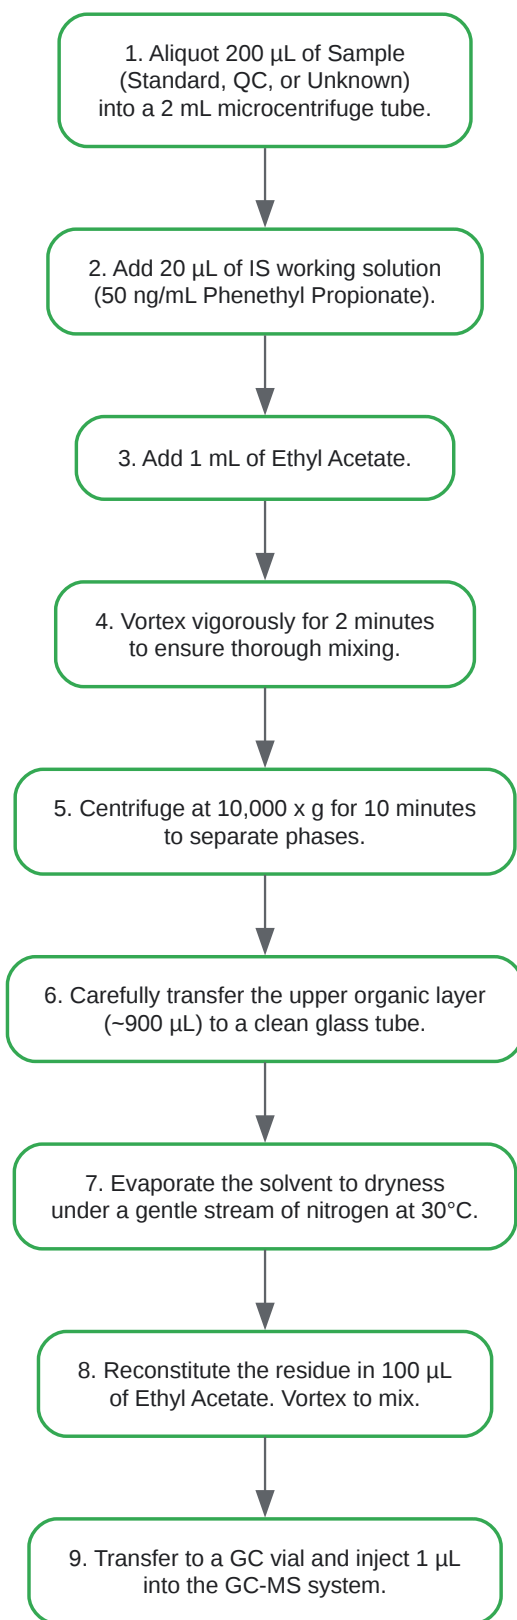 1. Aliquot 200 µL of Sample
(Standard, QC, or Unknown)
into a 2 mL microcentrifuge tube.
2. Add 20 µL of IS working solution
(50 ng/mL Phenethyl Propionate).
3. Add 1 mL of Ethyl Acetate.
4. Vortex vigorously for 2 minutes
to ensure thorough mixing.
5. Centrifuge at 10,000 x g for 10 minutes
to separate phases.
6. Carefully transfer the upper organic layer
(~900 µL) to a clean glass tube.
7. Evaporate the solvent to dryness
under a gentle stream of nitrogen at 30°C.
8. Reconstitute the residue in 100 µL
of Ethyl Acetate. Vortex to mix.
9. Transfer to a GC vial and inject 1 µL
into the GC-MS system.